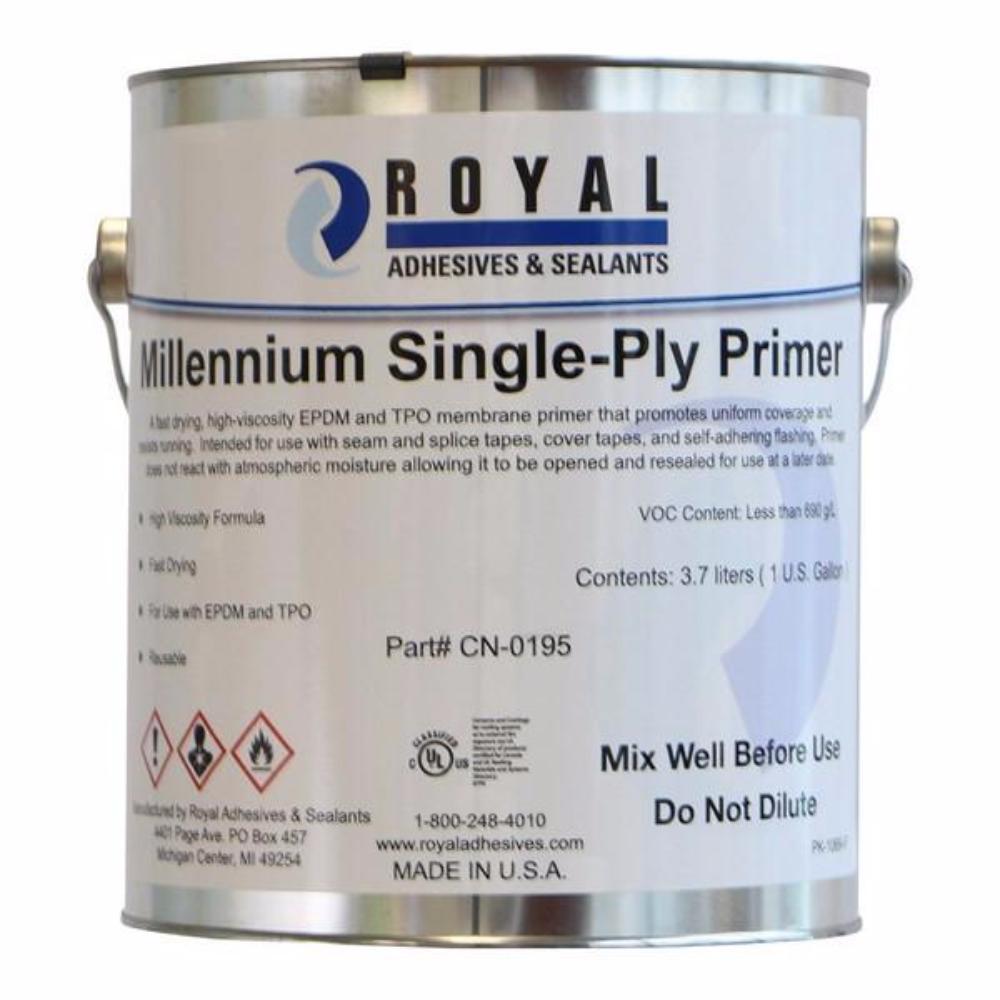 ROYAL
ADHESIVES & SEALANTS
Millennium Single-Ply Primer
A fast drying, high-viscosity EPDM and TPO membrane primer that promotes uniform coverage and
resists running. Intended for use with seam and splice tapes, cover tapes, and self-adhering flashing. Primer
does not react with atmospheric moisture allowing it to be opened and resealed for use at a later date.
High Viscosity Formula
VOC Content: Less than 690 g/L
Fast Drying
Contents: 3.7 liters ( 1 U.S. Gallon )
For Use with EPDM and TPO
Part# CN-0195
Reusable
CLASSIFIED
C UL US
Mix Well Before Use
Do Not Dilute
Manufactured by Royal Adhesives & Sealants
4401 Page Ave. PO Box 457
Michigan Center, MI 49254
1-800-248-4010
www.royaladhesives.com
MADE IN U.S.A.